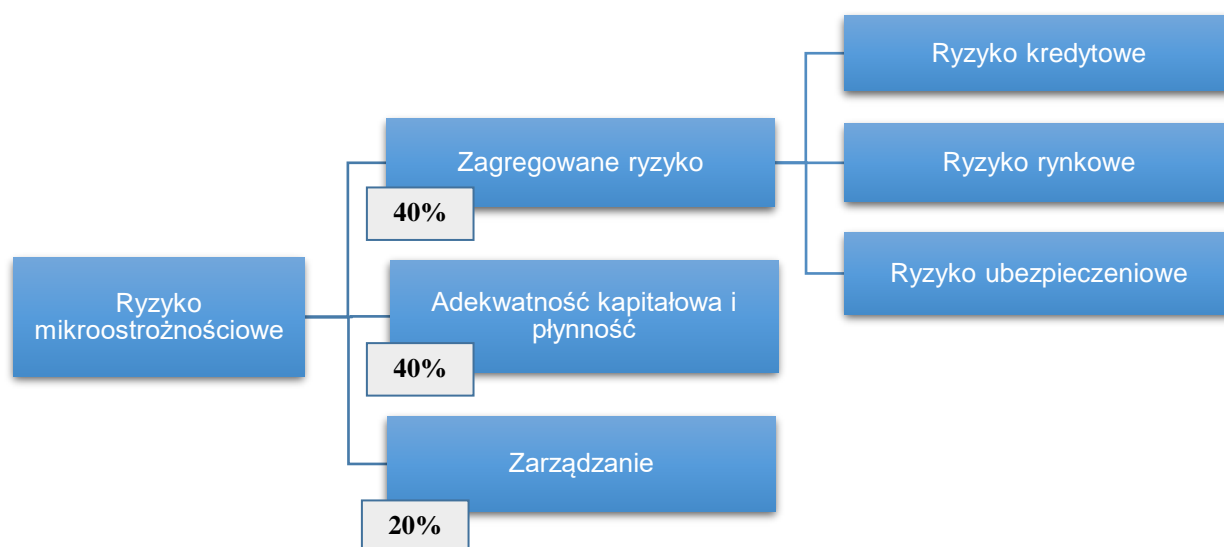 Ryzyko kredytowe
Zagregowane ryzyko
Ryzyko rynkowe
40%
Ryzyko ubezpieczeniowe
Ryzyko
mikroostrożnościowe
Adekwatność kapitałowa i
płynność
40%
Zarządzanie
20%